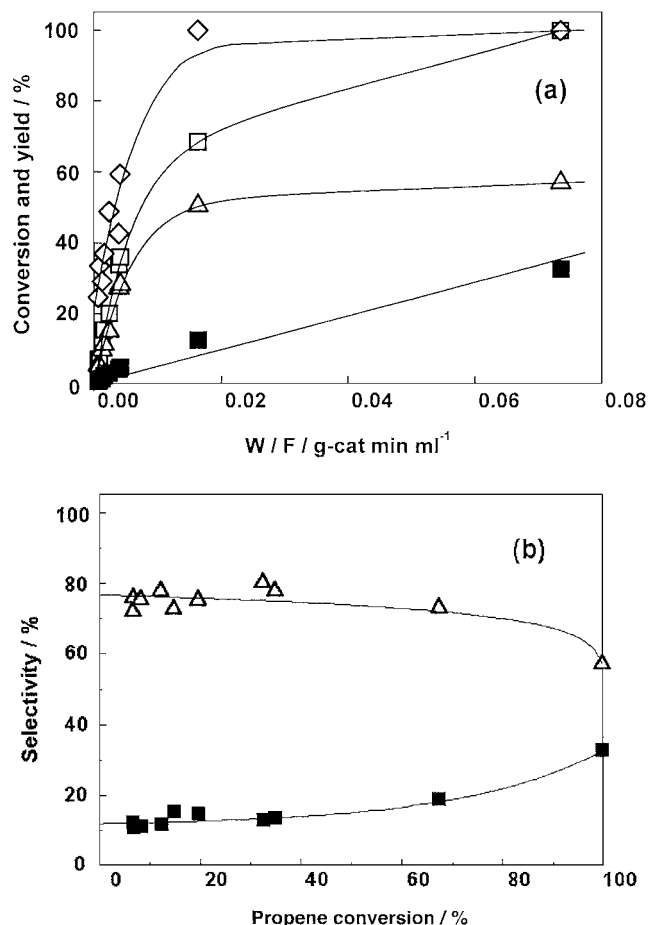 100
80
60
40
20
0
Conversion and yield / %
(a)
0.00 0.02 0.04 0.06 0.08
W / F / g-cat min ml⁻¹
100
80
60
40
20
0
Selectivity / %
(b)
0 20 40 60 80 100
Propene conversion / %